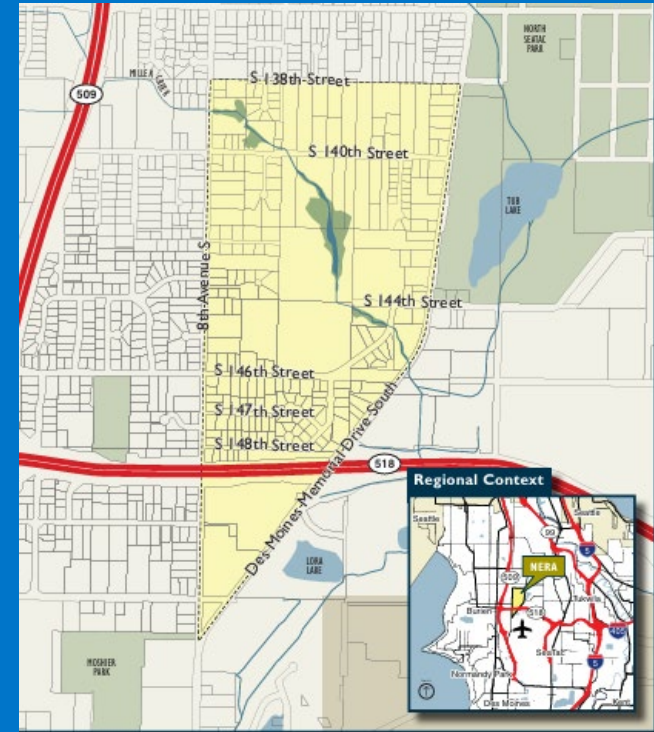 NORTH
SEATAC
PARK
MILLER
CREEK
509
S 138th Street
S 140th Street
TUB
LAKE
8th Avenue S
S 144th Street
S 146th Street
S 147th Street
S 148th Street
Des Moines Memorial Drive South
518
LORA
LAKE
MOSHIER
PARK
Regional Context
Seattle
Seattle
99
5
NERA
509
Tukwila
Burien
518
405
SeaTac
5
Normandy Park
Des Moines
Kent